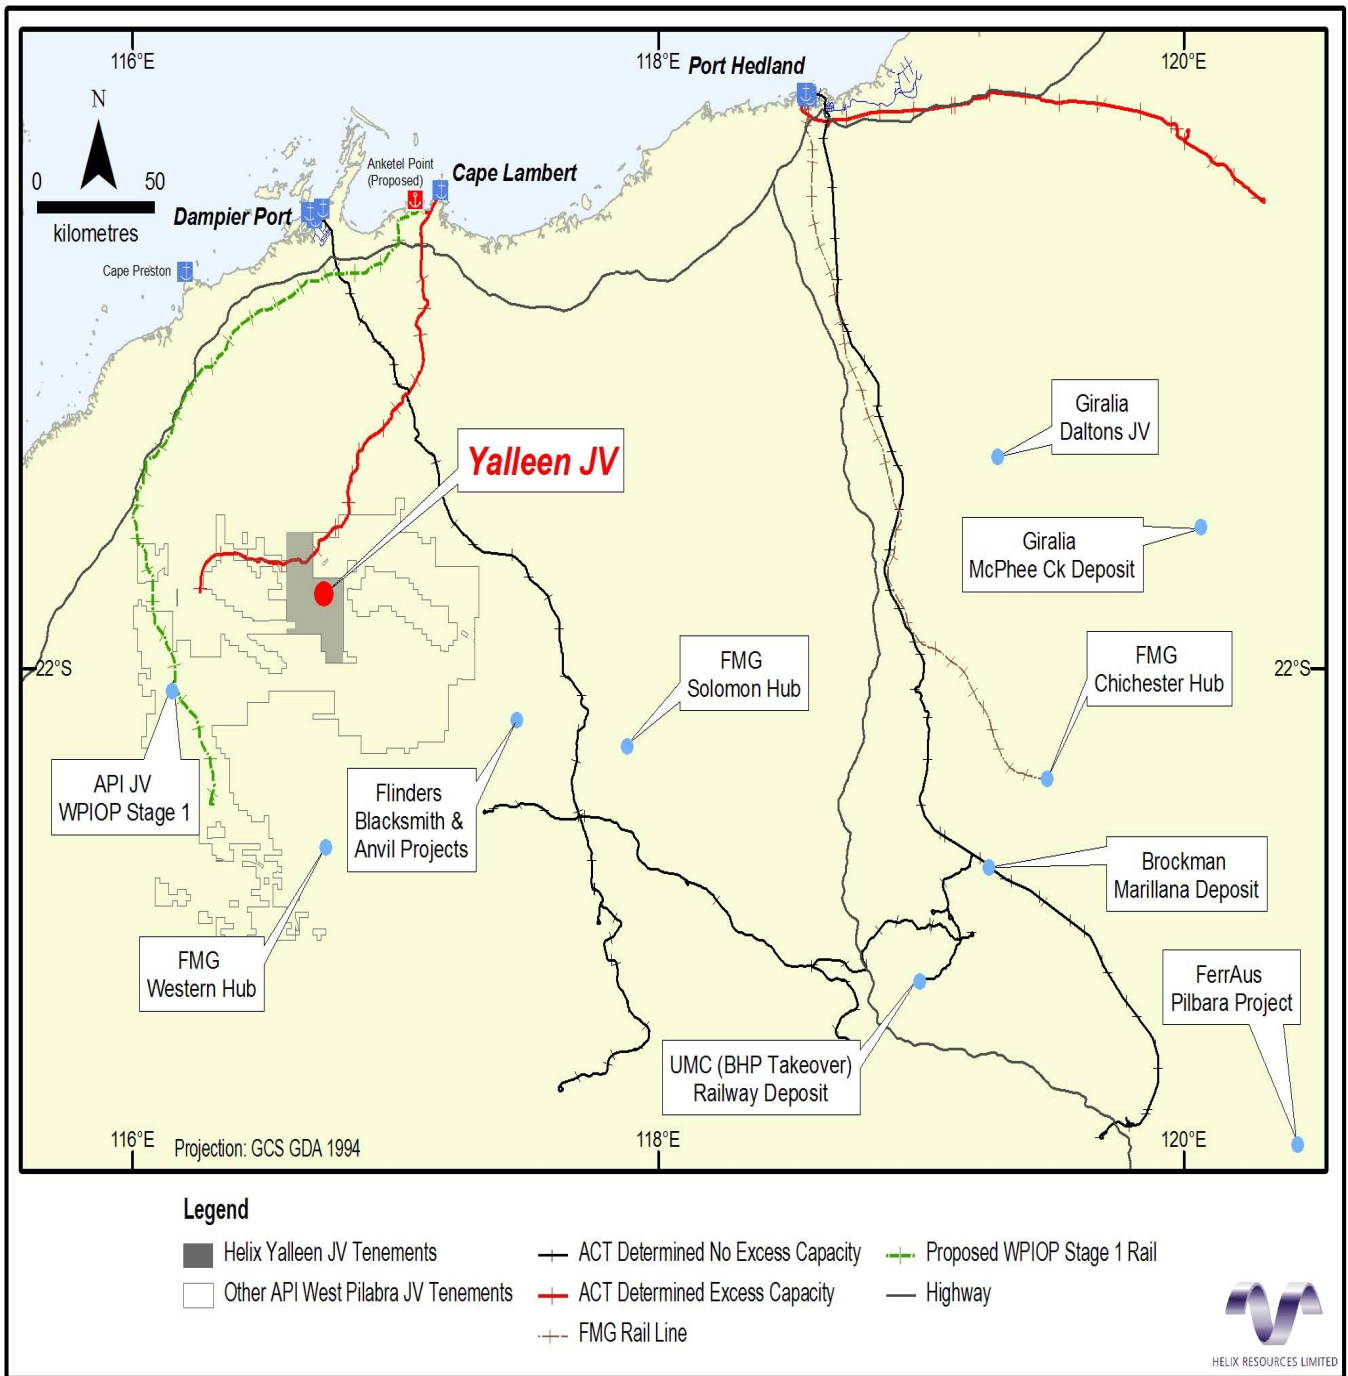 116°E
118°E
120°E
Port Hedland
N
Anketel Point
(Proposed)
Cape Lambert
0 50
kilometres
Dampier Port
Cape Preston
Giralia
Daltons JV
Yalleen JV
Giralia
McPhee Ck Deposit
22°S
22°S
FMG
Solomon Hub
FMG
Chichester Hub
API JV
WPIOP Stage 1
Flinders
Blacksmith &
Anvil Projects
Brockman
Marillana Deposit
FMG
Western Hub
FerrAus
Pilbara Project
UMC (BHP Takeover)
Railway Deposit
116°E
Projection: GCS GDA 1994
118°E
120°E
Legend
Helix Yalleen JV Tenements
Other API West Pilabra JV Tenements
ACT Determined No Excess Capacity
ACT Determined Excess Capacity
FMG Rail Line
Proposed WPIOP Stage 1 Rail
Highway
HELIX RESOURCES LIMITED